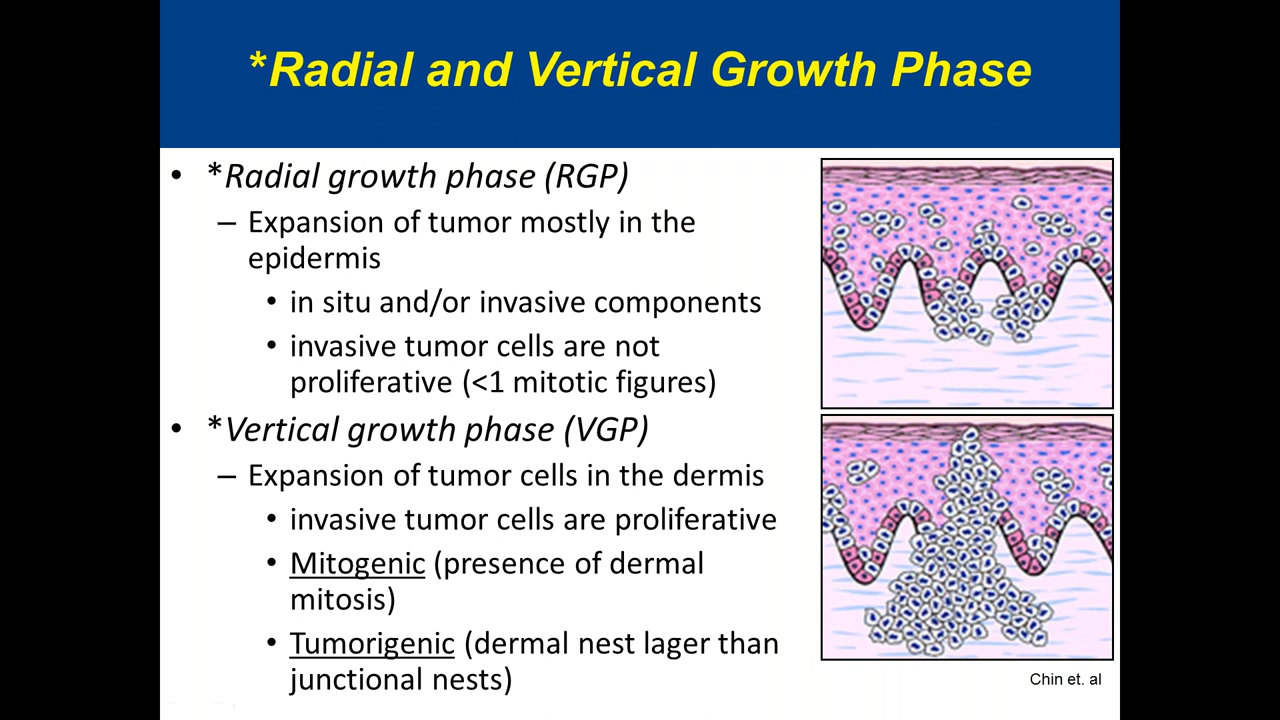 *Radial and Vertical Growth Phase
• *Radial growth phase (RGP)
– Expansion of tumor mostly in the
epidermis
• in situ and/or invasive components
• invasive tumor cells are not
proliferative (<1 mitotic figures)
• *Vertical growth phase (VGP)
– Expansion of tumor cells in the dermis
• invasive tumor cells are proliferative
• Mitogenic (presence of dermal
mitosis)
• Tumorigenic (dermal nest lager than
junctional nests)
Chin et. al